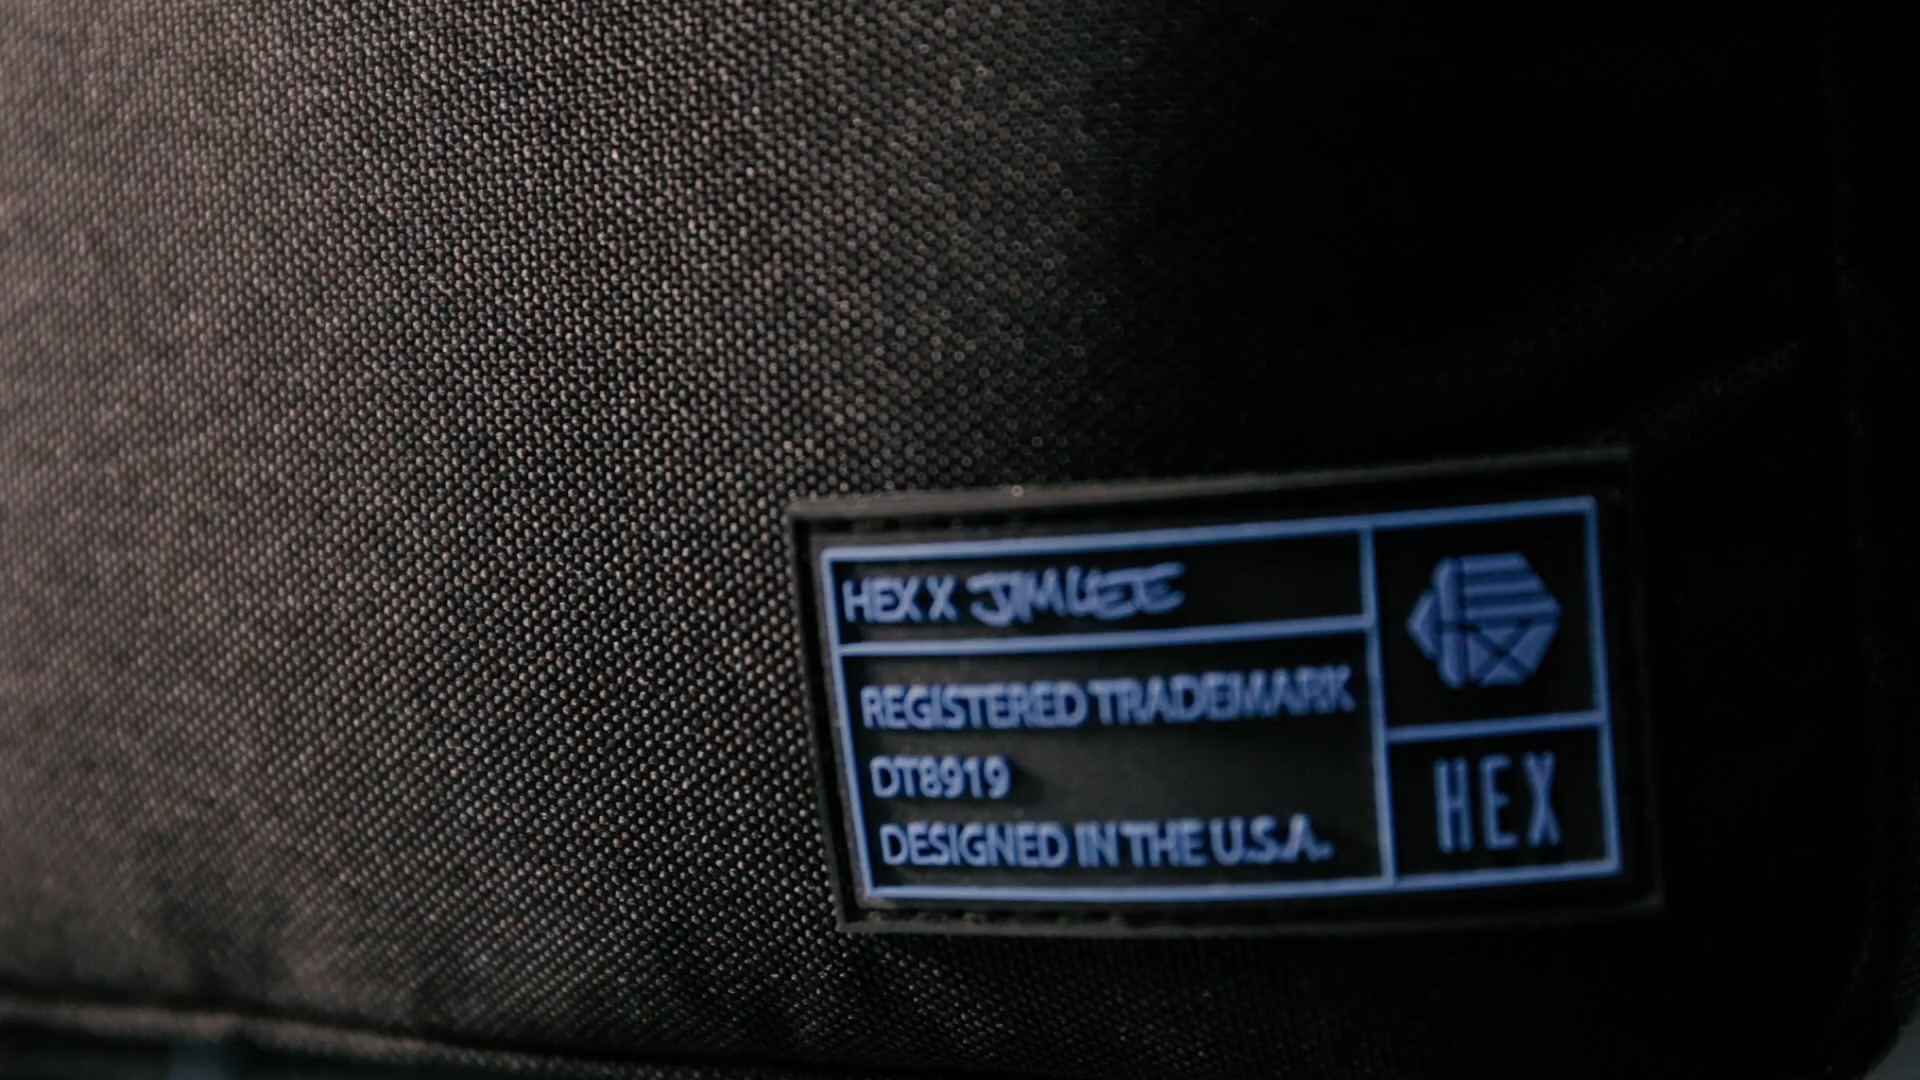 HEX X JIM LEE
REGISTERED TRADEMARK
DT8919
DESIGNED IN THE U.S.A.
HEX